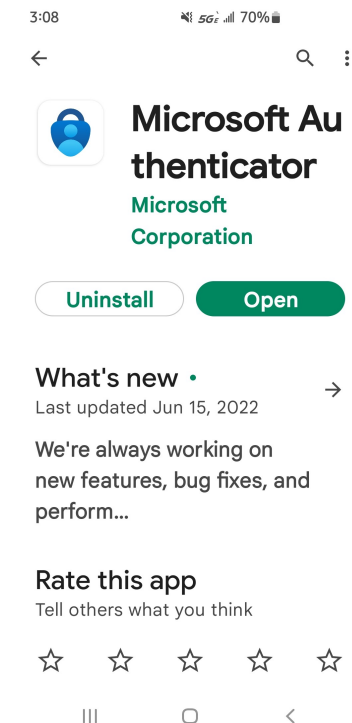 3:08 5GE 70%
Microsoft Au
thenticator
Microsoft
Corporation
Uninstall Open
What's new
Last updated Jun 15, 2022
We're always working on
new features, bug fixes, and
perform...
Rate this app
Tell others what you think